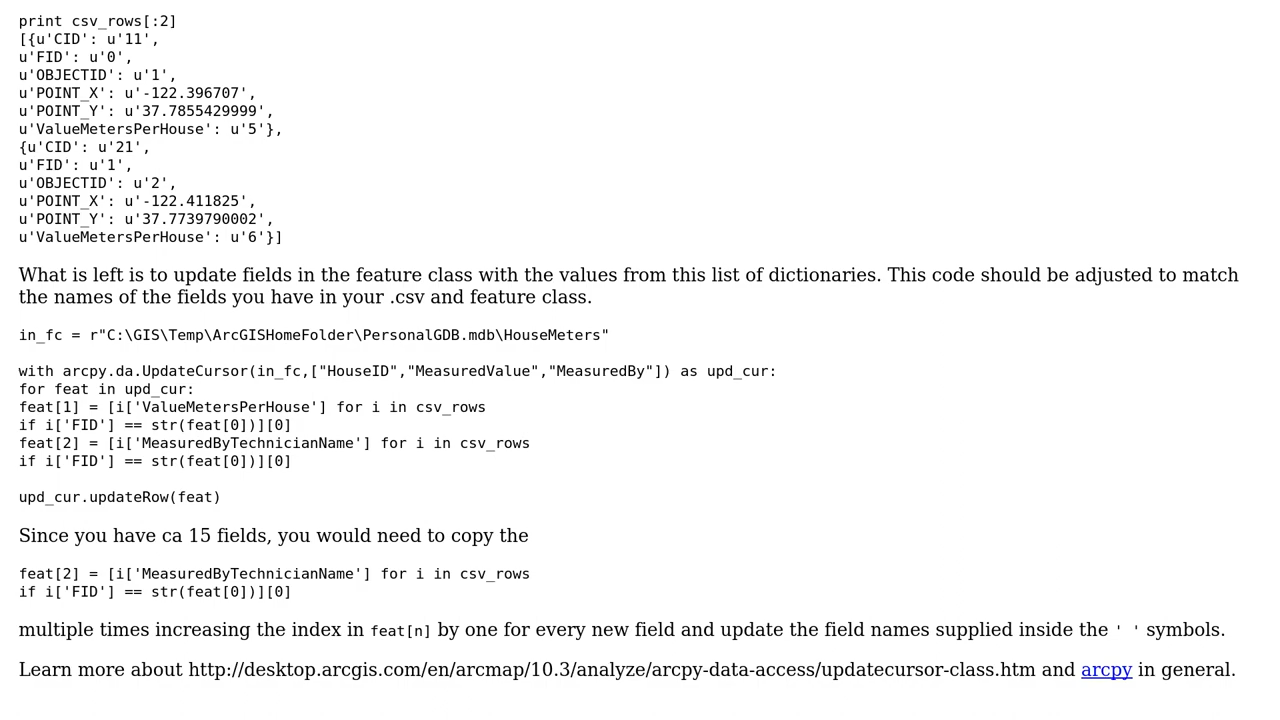 print csv_rows[:2]
[{u'CID': u'11',
u'FID': u'0',
u'OBJECTID': u'1',
u'POINT_X': u'-122.396707',
u'POINT_Y': u'37.7855429999',
u'ValueMetersPerHouse': u'5'},
{u'CID': u'21',
u'FID': u'1',
u'OBJECTID': u'2',
u'POINT_X': u'-122.411825',
u'POINT_Y': u'37.7739790002',
u'ValueMetersPerHouse': u'6'}]
What is left is to update fields in the feature class with the values from this list of dictionaries. This code should be adjusted to match
the names of the fields you have in your .csv and feature class.
in_fc = r"C:\GIS\Temp\ArcGISHomeFolder\PersonalGDB.mdb\HouseMeters"
with arcpy.da.UpdateCursor(in_fc,["HouseID","MeasuredValue","MeasuredBy"]) as upd_cur:
for feat in upd_cur:
feat[1] = [i['ValueMetersPerHouse'] for i in csv_rows
if i['FID'] == str(feat[0])][0]
feat[2] = [i['MeasuredByTechnicianName'] for i in csv_rows
if i['FID'] == str(feat[0])][0]
upd_cur.updateRow(feat)
Since you have ca 15 fields, you would need to copy the
feat[2] = [i['MeasuredByTechnicianName'] for i in csv_rows
if i['FID'] == str(feat[0])][0]
multiple times increasing the index in feat[n] by one for every new field and update the field names supplied inside the ' ' symbols.
Learn more about http://desktop.arcgis.com/en/arcmap/10.3/analyze/arcpy-data-access/updatecursor-class.htm and arcpy in general.